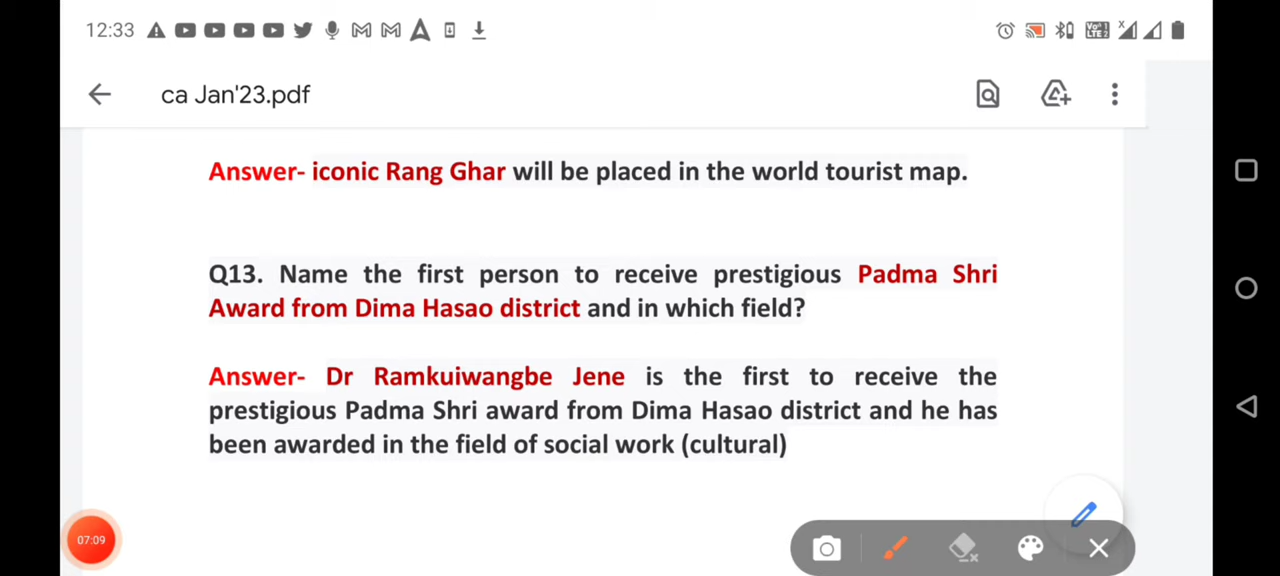 12:33
ca Jan'23.pdf
Answer- iconic Rang Ghar will be placed in the world tourist map.
Q13. Name the first person to receive prestigious Padma Shri
Award from Dima Hasao district and in which field?
Answer- Dr Ramkuiwangbe Jene is the first to receive the
prestigious Padma Shri award from Dima Hasao district and he has
been awarded in the field of social work (cultural)
07:09